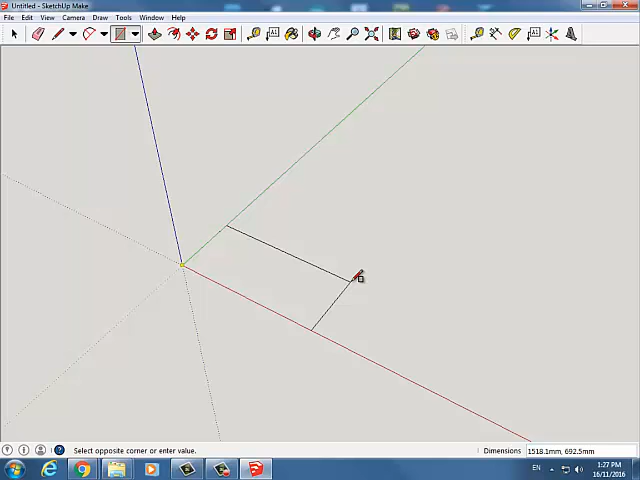 Untitled - SketchUp Make
File Edit View Camera Draw Tools Window Help
Select opposite corner or enter value.
Dimensions 1518.1mm, 692.5mm
EN
1:27 PM
16/11/2016